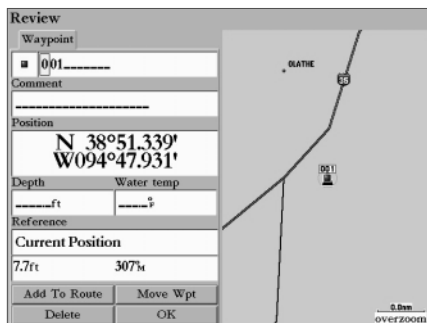 Review
Waypoint
001_______
Comment
____________________
Position
N 38°51.339'
W094°47.931'
Depth Water temp
_____ft ____°F
Reference
Current Position
7.7ft 307°M
Add To Route Move Wpt
Delete OK
OLATHE
35
001
0.0nm
overzoom